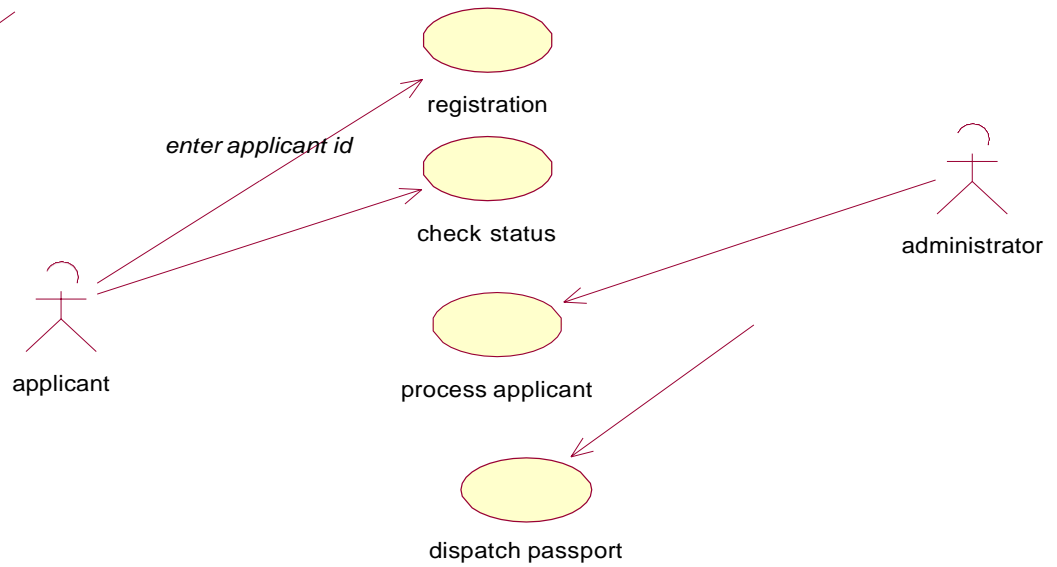 registration
enter applicant id
check status
administrator
applicant
process applicant
dispatch passport